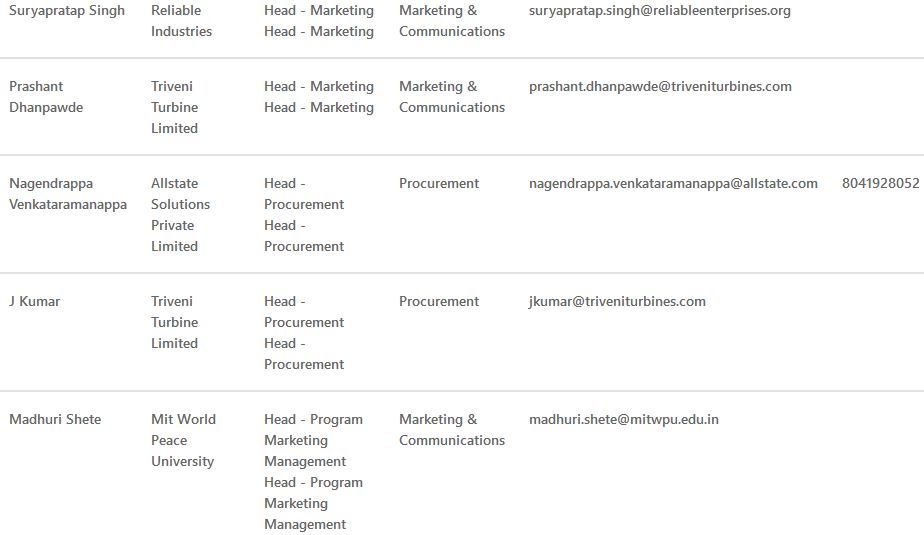 Suryapratap Singh Reliable Head - Marketing Marketing & suryapratap.singh@reliableenterprises.org
Industries Head - Marketing Communications
Prashant Triveni Head - Marketing Marketing & prashant.dhanpawde@triveniturbines.com
Dhanpawde Turbine Head - Marketing Communications
Limited
Nagendrappa Allstate Head - Procurement nagendrappa.venkataramanappa@allstate.com 8041928052
Venkataramanappa Solutions Procurement
Private Head -
Limited Procurement
J Kumar Triveni Head - Procurement jkumar@triveniturbines.com
Turbine Procurement
Limited Head -
Procurement
Madhuri Shete Mit World Head - Program Marketing & madhuri.shete@mitwpu.edu.in
Peace Marketing Communications
University Management
Head - Program
Marketing
Management